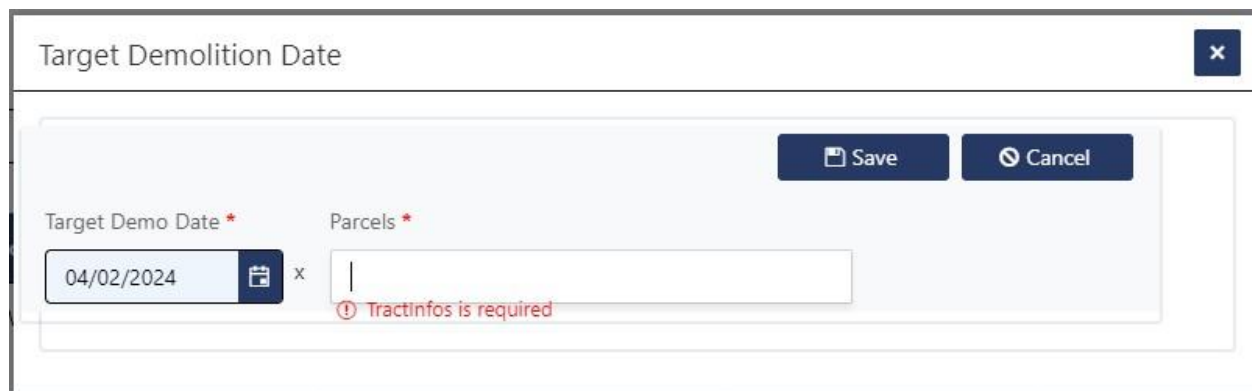 Target Demolition Date
Save Cancel
Target Demo Date * Parcels *
04/02/2024 x
TractInfos is required